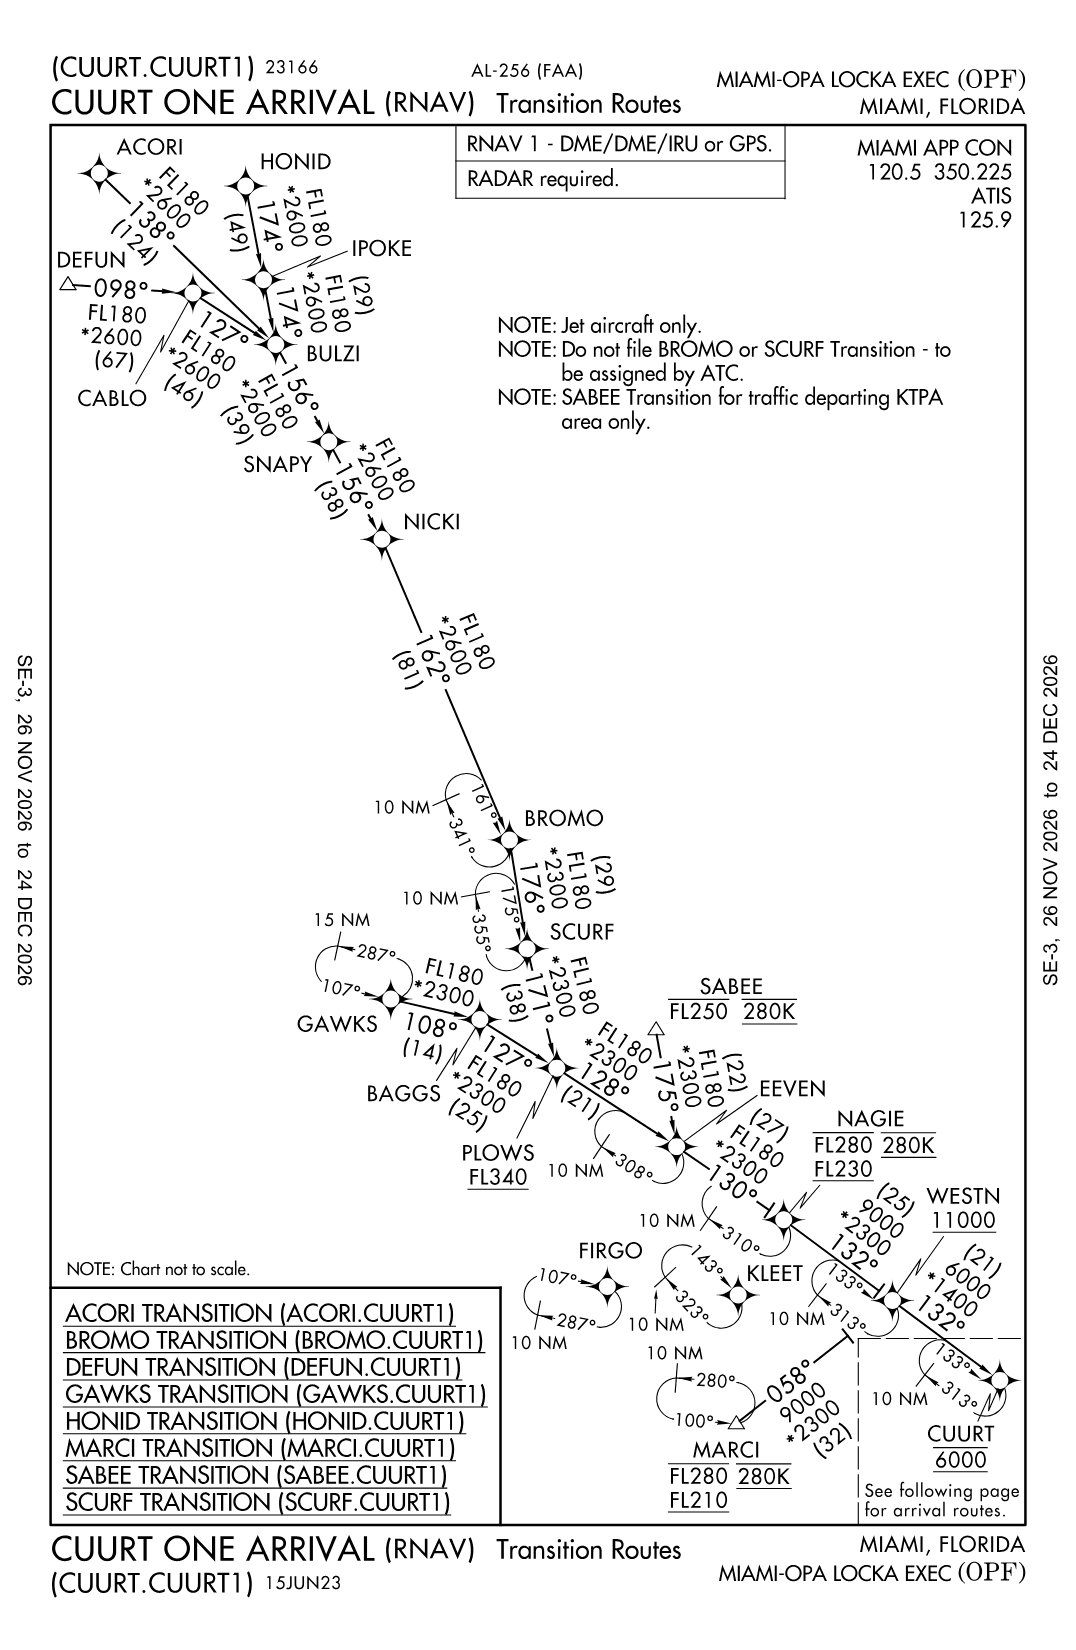 (CUURT.CUURT1) 23166
AL-256 (FAA)
MIAMI-OPA LOCKA EXEC (OPF)
CUURT ONE ARRIVAL (RNAV) Transition Routes
MIAMI, FLORIDA
RNAV 1 - DME/DME/IRU or GPS.
RADAR required.
MIAMI APP CON
120.5 350.225
ATIS
125.9
ACORI
FL180
*2600
138°
(124)
HONID
FL180
*2600
174°
(49)
IPOKE
(29)
FL180
*2600
174°
DEFUN
098°
FL180
*2600
(67)
CABLO
127°
FL180
*2600
(46)
BULZI
156°
FL180
*2600
(39)
SNAPY
FL180
*2600
156°
(38)
NICKI
NOTE: Jet aircraft only.
NOTE: Do not file BROMO or SCURF Transition - to
be assigned by ATC.
NOTE: SABEE Transition for traffic departing KTPA
area only.
FL180
*2600
162°
(81)
SE-3, 26 NOV 2026 to 24 DEC 2026
SE-3, 26 NOV 2026 to 24 DEC 2026
10 NM
161°
341°
BROMO
(29)
FL180
*2300
176°
10 NM
175°
355°
SCURF
FL180
*2300
171°
(38)
15 NM
287°
107°
GAWKS
FL180
*2300
108°
(14)
BAGGS
127°
FL180
*2300
(25)
PLOWS
FL340
FL180
*2300
128°
(21)
SABEE
FL250 280K
(22)
FL180
*2300
175°
EEVEN
10 NM
308°
(27)
FL180
*2300
130°
NAGIE
FL280 280K
FL230
10 NM
310°
(25)
9000
*2300
132°
WESTN
11000
10 NM
133°
313°
(21)
6000
*1400
132°
FIRGO
107°
287°
10 NM
KLEET
143°
323°
10 NM
10 NM
280°
100°
MARCI
FL280 280K
FL210
058°
9000
*2300
(32)
133°
313°
10 NM
CUURT
6000
See following page
for arrival routes.
NOTE: Chart not to scale.
ACORI TRANSITION (ACORI.CUURT1)
BROMO TRANSITION (BROMO.CUURT1)
DEFUN TRANSITION (DEFUN.CUURT1)
GAWKS TRANSITION (GAWKS.CUURT1)
HONID TRANSITION (HONID.CUURT1)
MARCI TRANSITION (MARCI.CUURT1)
SABEE TRANSITION (SABEE.CUURT1)
SCURF TRANSITION (SCURF.CUURT1)
CUURT ONE ARRIVAL (RNAV) Transition Routes
MIAMI, FLORIDA
(CUURT.CUURT1) 15JUN23
MIAMI-OPA LOCKA EXEC (OPF)